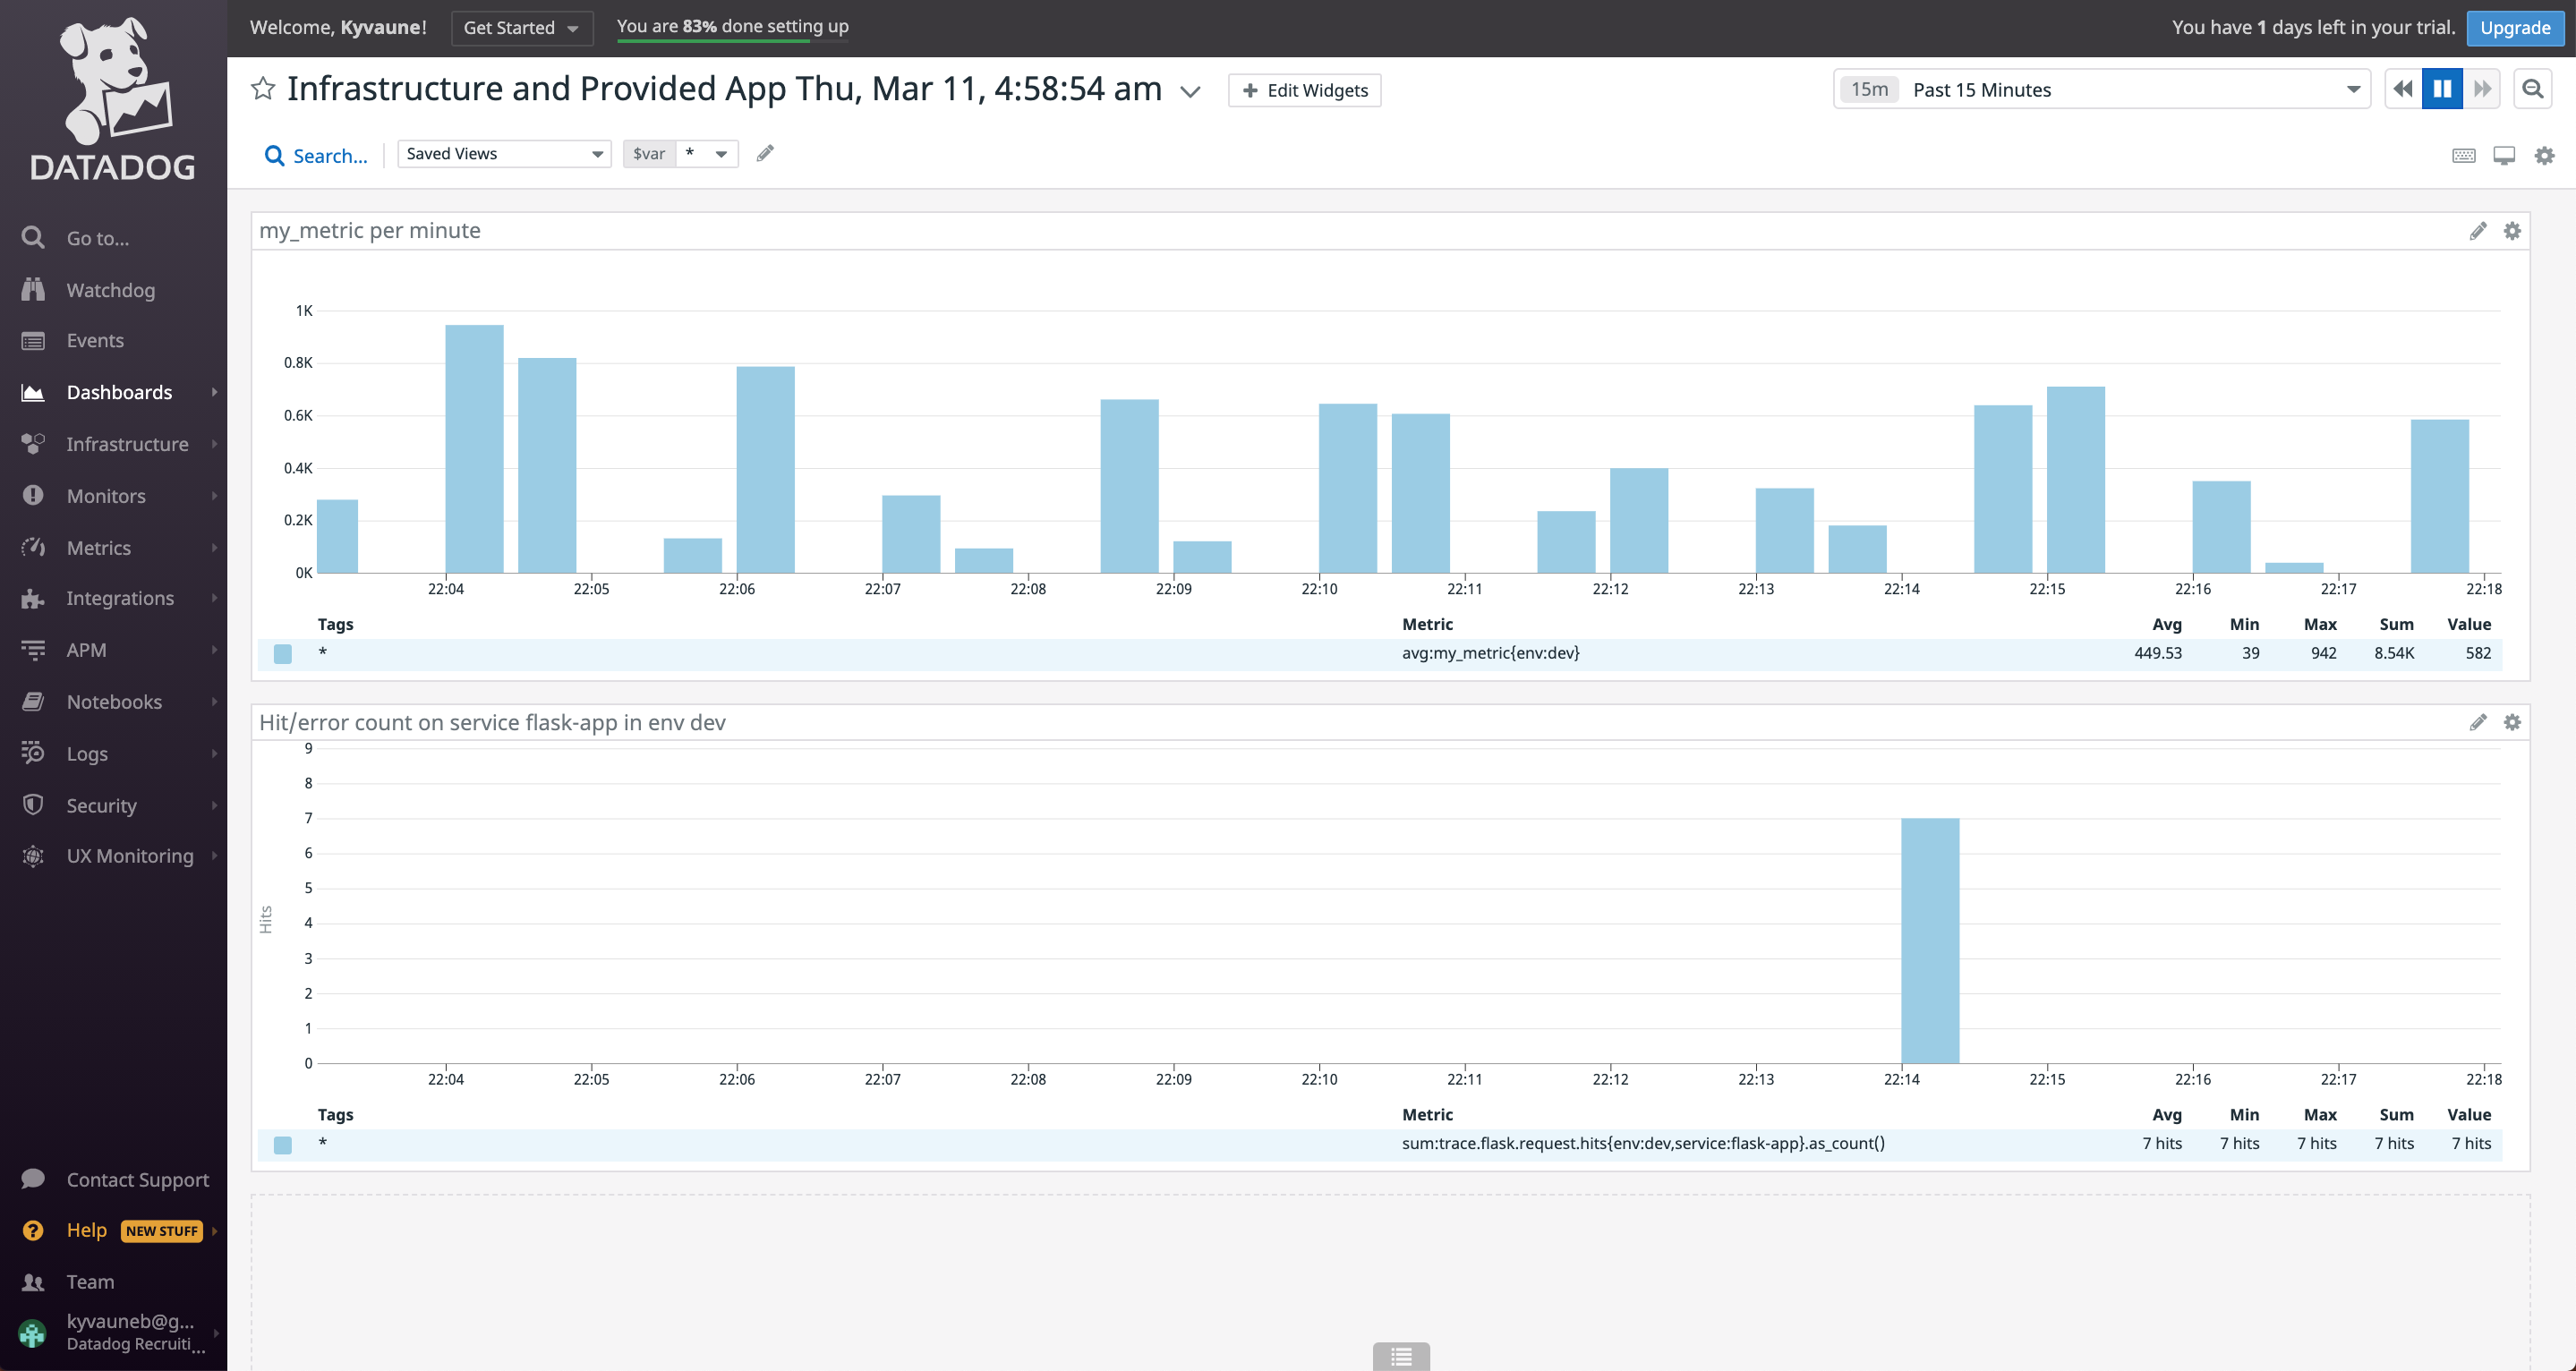 DATADOG
Welcome, Kyvaune!
Get Started
You are 83% done setting up
You have 1 days left in your trial.
Upgrade
Infrastructure and Provided App Thu, Mar 11, 4:58:54 am
+ Edit Widgets
15m Past 15 Minutes
Search...
Saved Views
$var *
Go to...
Watchdog
Events
Dashboards
Infrastructure
Monitors
Metrics
Integrations
APM
Notebooks
Logs
Security
UX Monitoring
Contact Support
Help NEW STUFF
Team
kyvauneb@g...
Datadog Recruiti...
my_metric per minute
1K
0.8K
0.6K
0.4K
0.2K
0K
22:04 22:05 22:06 22:07 22:08 22:09 22:10 22:11 22:12 22:13 22:14 22:15 22:16 22:17 22:18
Tags Metric Avg Min Max Sum Value
* avg:my_metric{env:dev} 449.53 39 942 8.54K 582
Hit/error count on service flask-app in env dev
9
8
7
6
5
4
3
2
1
0
Hits
22:04 22:05 22:06 22:07 22:08 22:09 22:10 22:11 22:12 22:13 22:14 22:15 22:16 22:17 22:18
Tags Metric Avg Min Max Sum Value
* sum:trace.flask.request.hits{env:dev,service:flask-app}.as_count() 7 hits 7 hits 7 hits 7 hits 7 hits